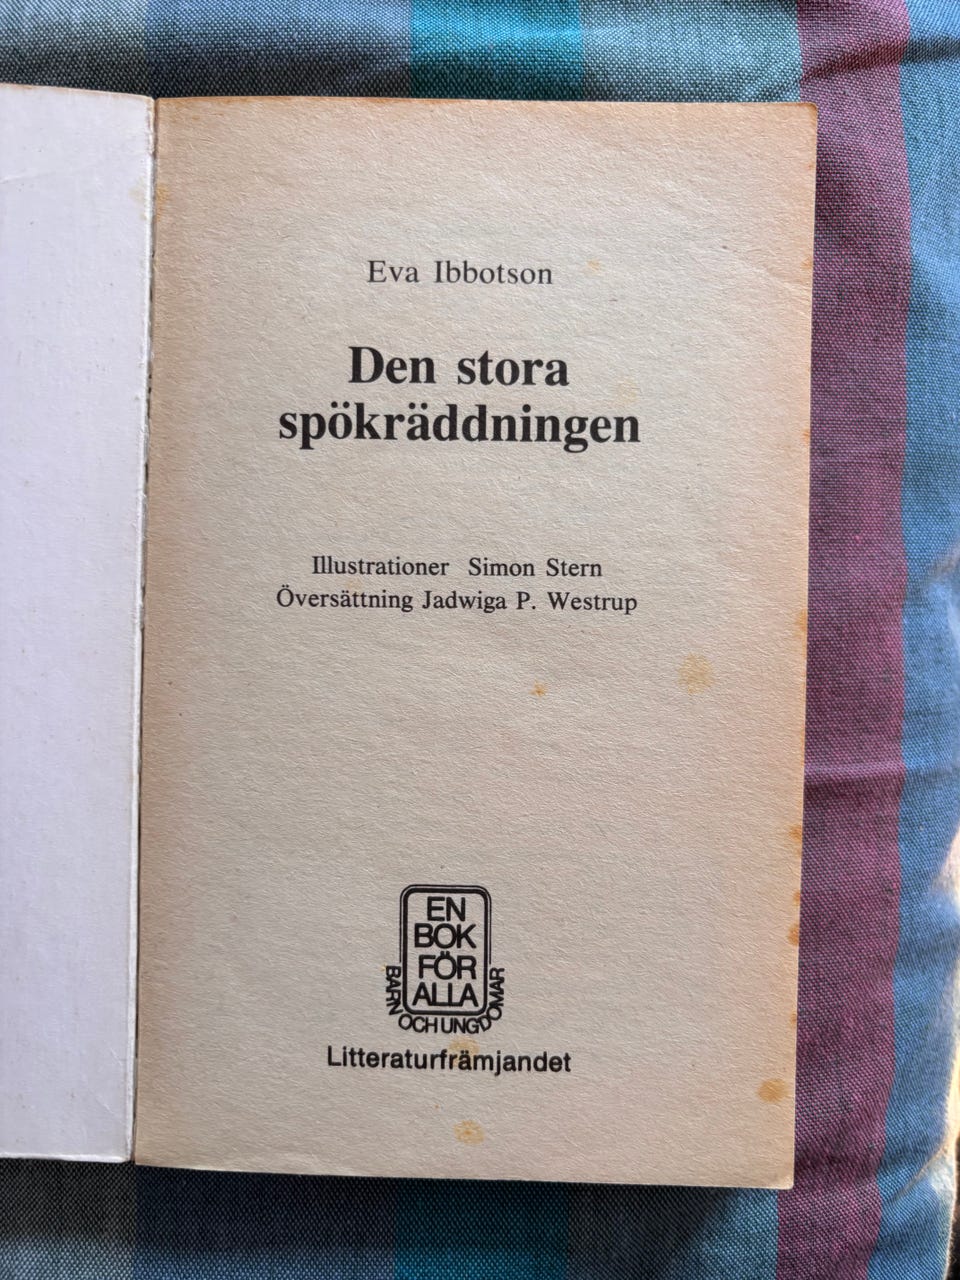 Eva Ibbotson
Den stora
spökräddningen
Illustrationer Simon Stern
Översättning Jadwiga P. Westrup
EN
BOK
FÖR
ALLA
BARN OCH UNGDOMAR
Litteraturfrämjandet